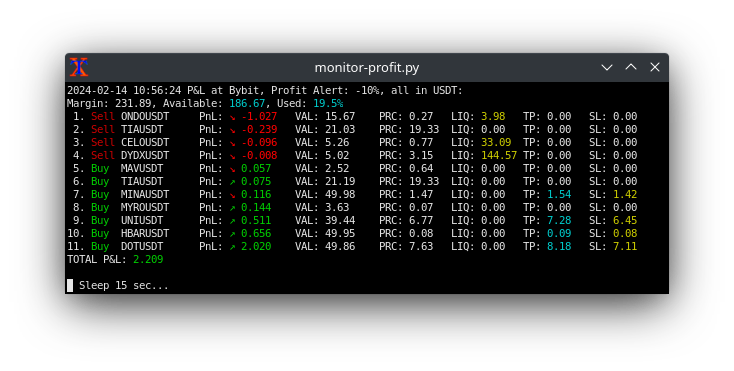 monitor-profit.py
2024-02-14 10:56:24 P&L at Bybit, Profit Alert: -10%, all in USDT:
Margin: 231.89, Available: 186.67, Used: 19.5%
1. Sell ONDOUSDT PnL: ↘ -1.027 VAL: 15.67 PRC: 0.27 LIQ: 3.98 TP: 0.00 SL: 0.00
2. Sell TIAUSDT PnL: ↘ -0.239 VAL: 21.03 PRC: 19.33 LIQ: 0.00 TP: 0.00 SL: 0.00
3. Sell CELOUSDT PnL: ↘ -0.096 VAL: 5.26 PRC: 0.77 LIQ: 33.09 TP: 0.00 SL: 0.00
4. Sell DYDXUSDT PnL: ↘ -0.008 VAL: 5.02 PRC: 3.15 LIQ: 144.57 TP: 0.00 SL: 0.00
5. Buy MAVUSDT PnL: ↘ 0.057 VAL: 2.52 PRC: 0.64 LIQ: 0.00 TP: 0.00 SL: 0.00
6. Buy TIAUSDT PnL: ↗ 0.075 VAL: 21.19 PRC: 19.33 LIQ: 0.00 TP: 0.00 SL: 0.00
7. Buy MINAUSDT PnL: ↘ 0.116 VAL: 49.98 PRC: 1.47 LIQ: 0.00 TP: 1.54 SL: 1.42
8. Buy MYROUSDT PnL: ↗ 0.144 VAL: 3.63 PRC: 0.07 LIQ: 0.00 TP: 0.00 SL: 0.00
9. Buy UNIUSDT PnL: ↗ 0.511 VAL: 39.44 PRC: 6.77 LIQ: 0.00 TP: 7.28 SL: 6.45
10. Buy HBARUSDT PnL: ↗ 0.656 VAL: 49.95 PRC: 0.08 LIQ: 0.00 TP: 0.09 SL: 0.08
11. Buy DOTUSDT PnL: ↗ 2.020 VAL: 49.86 PRC: 7.63 LIQ: 0.00 TP: 8.18 SL: 7.11
TOTAL P&L: 2.209
Sleep 15 sec...